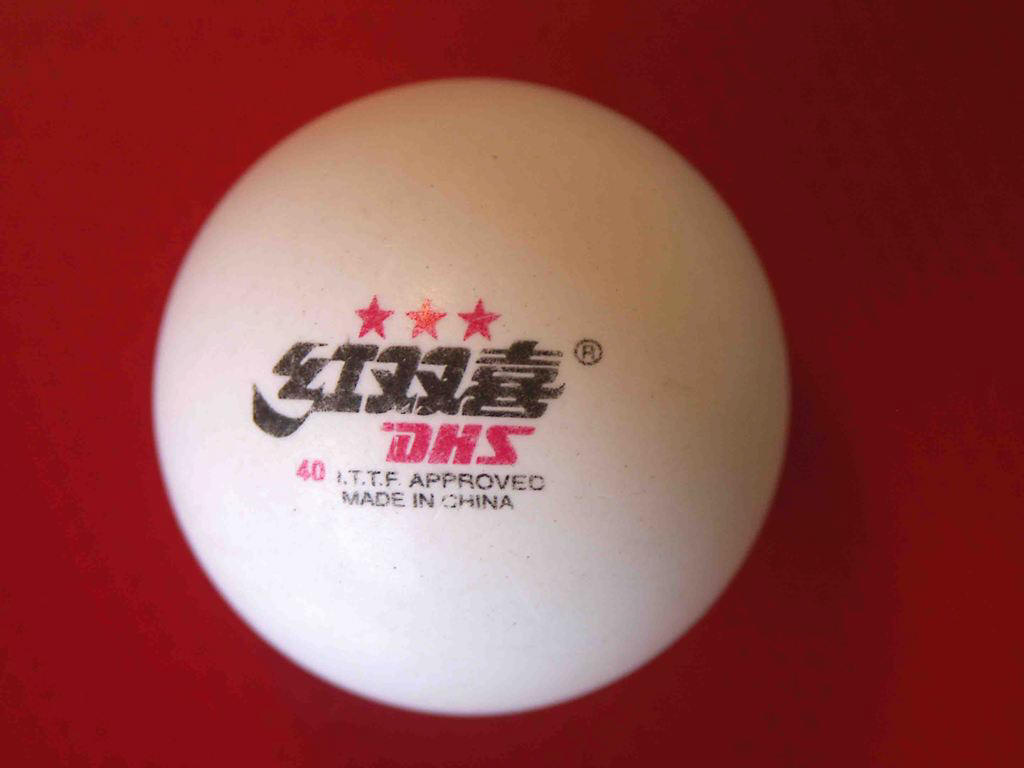 ★★★
红双喜®
DHS
40 I.T.T.F. APPROVED
MADE IN CHINA